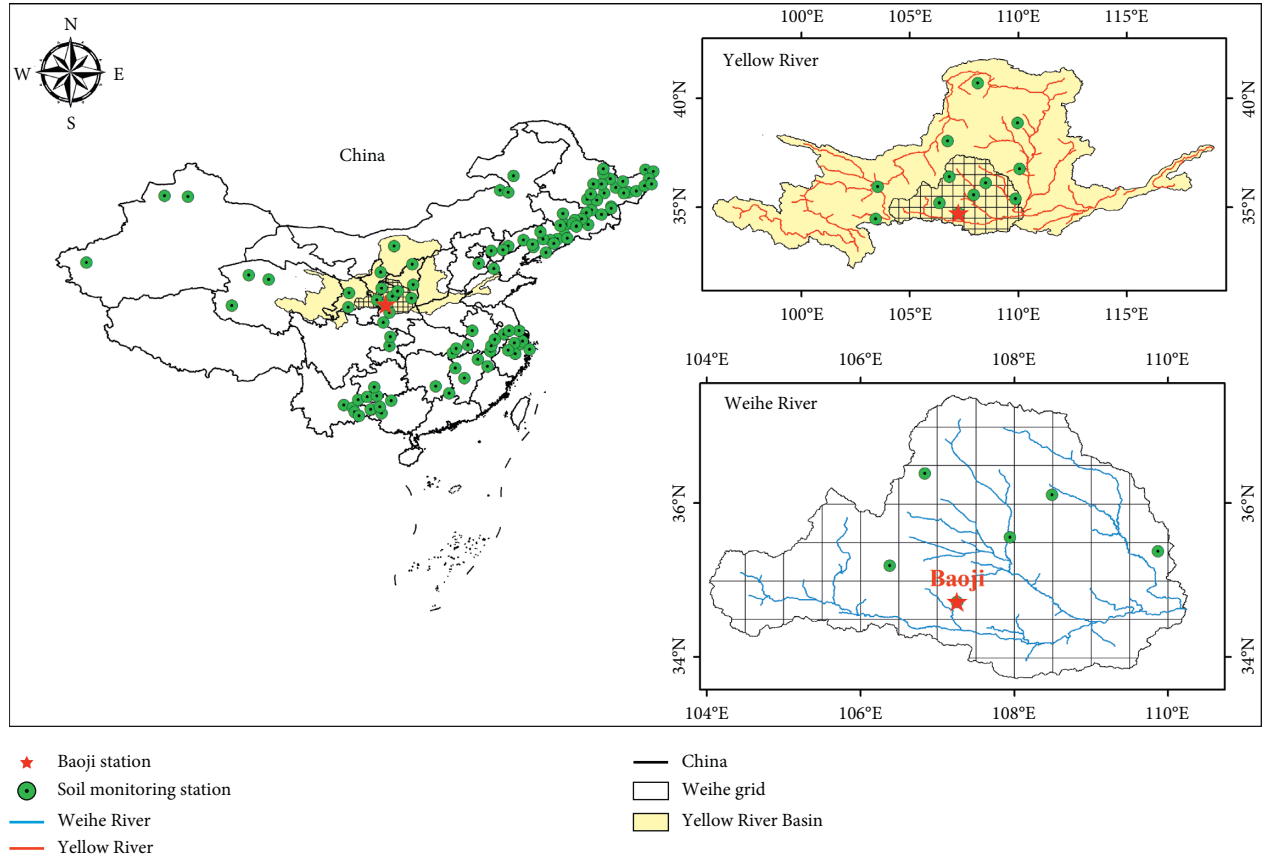 N
W
E
S
China
100°E
105°E
110°E
115°E
Yellow River
40°N
40°N
35°N
35°N
100°E
105°E
110°E
115°E
104°E
106°E
108°E
110°E
Weihe River
36°N
36°N
Baoji
34°N
34°N
104°E
106°E
108°E
110°E
Baoji station
Soil monitoring station
Weihe River
Yellow River
China
Weihe grid
Yellow River Basin